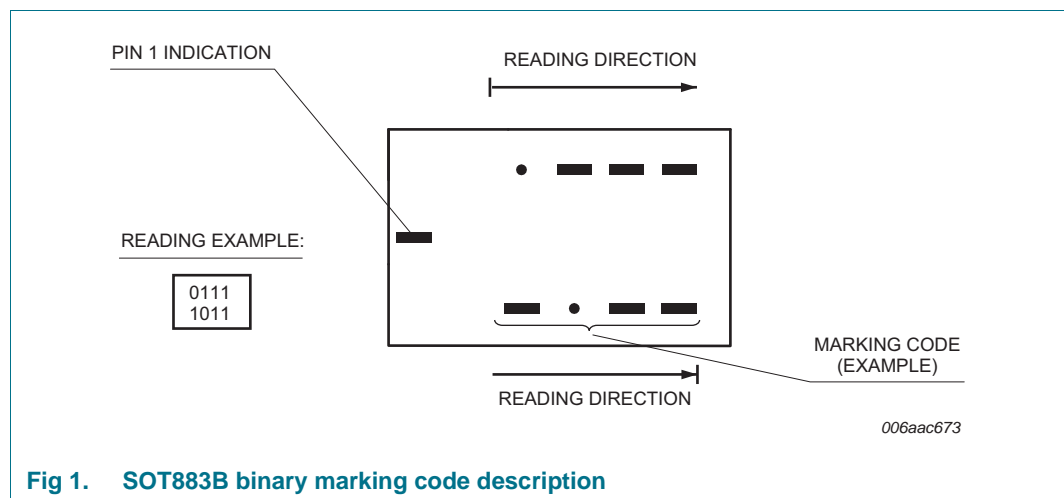 PIN 1 INDICATION
READING DIRECTION
READING EXAMPLE:
0111
1011
MARKING CODE
(EXAMPLE)
READING DIRECTION
006aac673
Fig 1. SOT883B binary marking code description